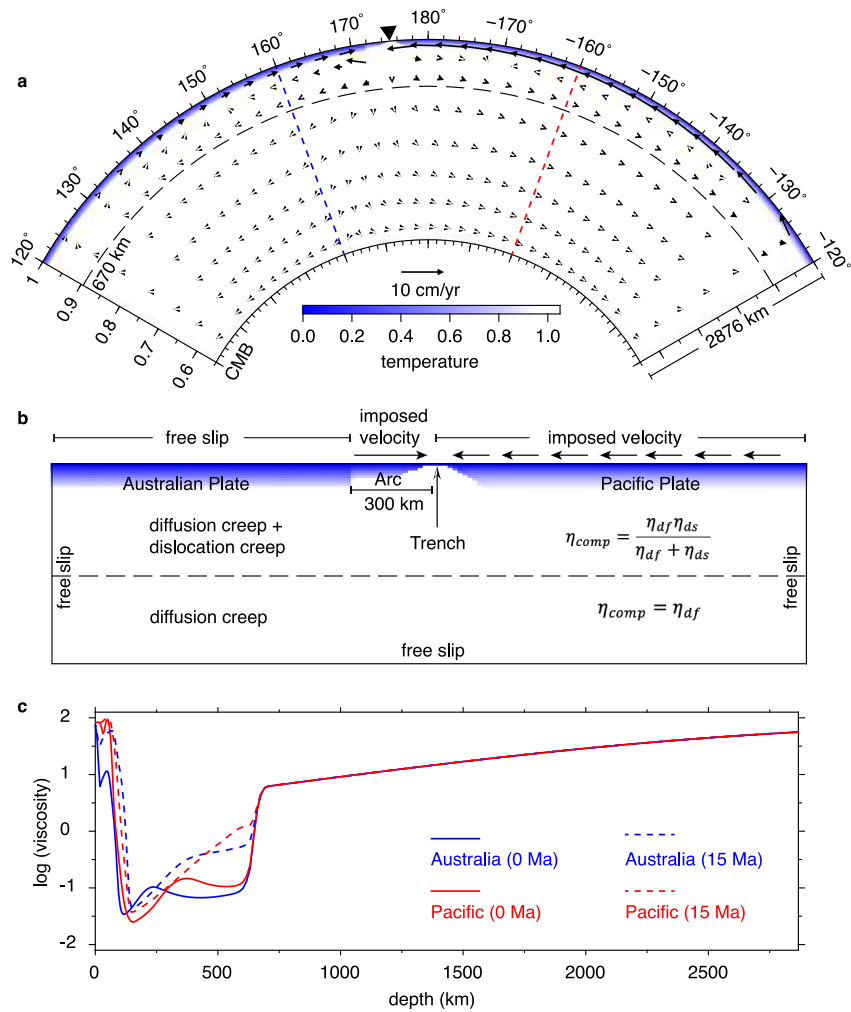 a
120°
130°
140°
150°
160°
170°
180°
−170°
−160°
−150°
−140°
−130°
−120°
1
0.9
0.8
0.7
0.6
670 km
CMB
2876 km
10 cm/yr
0.0 0.2 0.4 0.6 0.8 1.0
temperature
b
imposed
velocity
free slip
imposed velocity
Australian Plate
Arc
Pacific Plate
300 km
Trench
diffusion creep +
dislocation creep
η_comp = η_df η_ds / (η_df + η_ds)
free slip
free slip
diffusion creep
η_comp = η_df
free slip
c
log (viscosity)
2
1
0
-1
-2
Australia (0 Ma)
Australia (15 Ma)
Pacific (0 Ma)
Pacific (15 Ma)
0 500 1000 1500 2000 2500
depth (km)